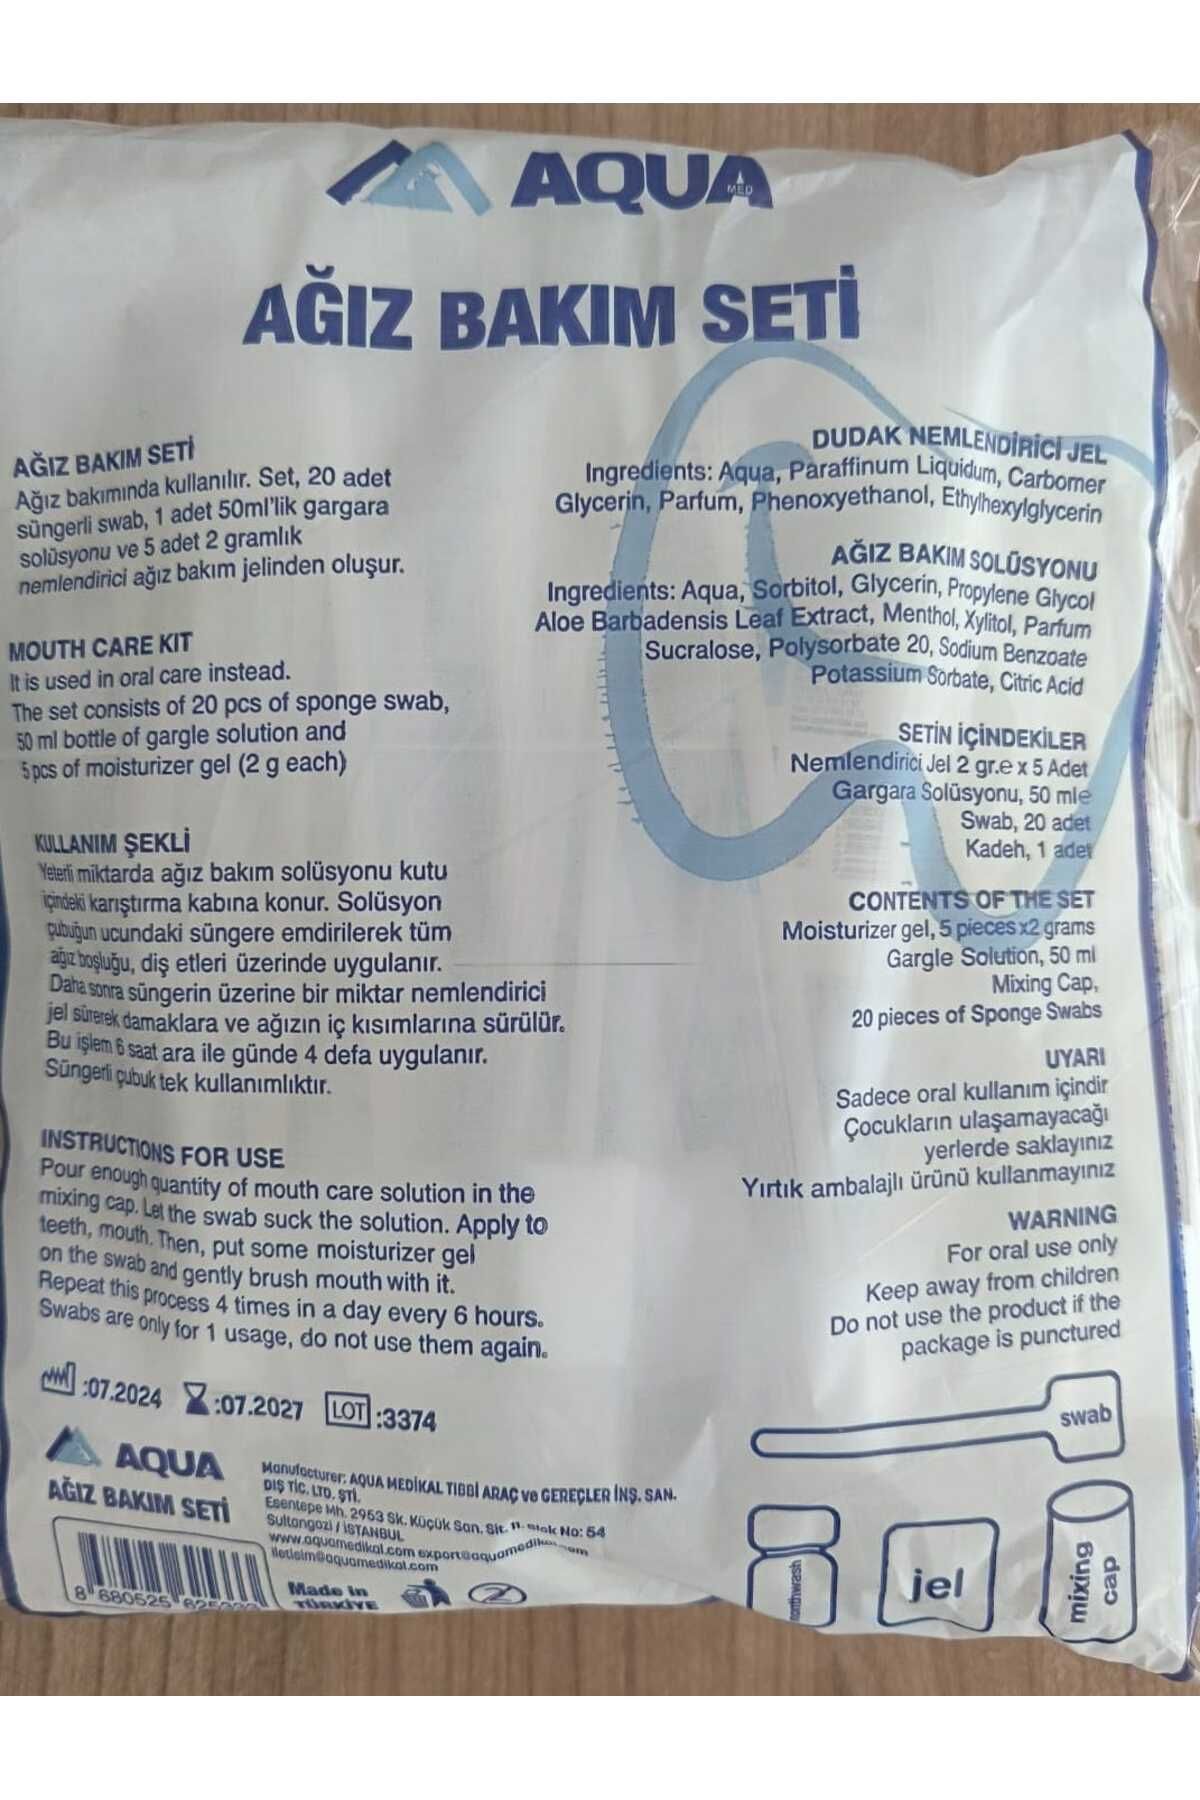 AQUA
MED
AĞIZ BAKIM SETİ
AĞIZ BAKIM SETİ
Ağız bakımında kullanılır. Set, 20 adet
süngerli swab, 1 adet 50ml'lik gargara
solüsyonu ve 5 adet 2 gramlık
nemlendirici ağız bakım jelinden oluşur.
MOUTH CARE KIT
It is used in oral care instead.
The set consists of 20 pcs of sponge swab,
50 ml bottle of gargle solution and
5 pcs of moisturizer gel (2 g each)
KULLANIM ŞEKLİ
Yeterli miktarda ağız bakım solüsyonu kutu
içindeki karıştırma kabına konur. Solüsyon
çubuğun ucundaki süngere emdirilerek tüm
ağız boşluğu, diş etleri üzerinde uygulanır.
Daha sonra süngerin üzerine bir miktar nemlendirici
jel sürerek damaklara ve ağızın iç kısımlarına sürülür.
Bu işlem 6 saat ara ile günde 4 defa uygulanır.
Süngerli çubuk tek kullanımlıktır.
INSTRUCTIONS FOR USE
Pour enough quantity of mouth care solution in the
mixing cap. Let the swab suck the solution. Apply to
teeth, mouth. Then, put some moisturizer gel
on the swab and gently brush mouth with it.
Repeat this process 4 times in a day every 6 hours.
Swabs are only for 1 usage, do not use them again.
:07.2024 :07.2027 LOT :3374
AQUA
AĞIZ BAKIM SETİ
Manufacturer: AQUA MEDİKAL TIBBİ ARAÇ ve GEREÇLER İNŞ. SAN.
DIŞ TİC. LTD. ŞTİ.
Esentepe Mh. 2953 Sk. Küçük San. Sit. 11. Blok No: 54
Sultangazi / İSTANBUL
www.aquamedikal.com export@aquamedikal.com
iletisim@aquamedikal.com
8 680525
Made in
TÜRKİYE
DUDAK NEMLENDİRİCİ JEL
Ingredients: Aqua, Paraffinum Liquidum, Carbomer
Glycerin, Parfum, Phenoxyethanol, Ethylhexylglycerin
AĞIZ BAKIM SOLÜSYONU
Ingredients: Aqua, Sorbitol, Glycerin, Propylene Glycol
Aloe Barbadensis Leaf Extract, Menthol, Xylitol, Parfum
Sucralose, Polysorbate 20, Sodium Benzoate
Potassium Sorbate, Citric Acid
SETİN İÇİNDEKİLER
Nemlendirici Jel 2 gr.e x 5 Adet
Gargara Solüsyonu, 50 mle
Swab, 20 adet
Kadeh, 1 adet
CONTENTS OF THE SET
Moisturizer gel, 5 pieces x2 grams
Gargle Solution, 50 ml
Mixing Cap,
20 pieces of Sponge Swabs
UYARI
Sadece oral kullanım içindir
Çocukların ulaşamayacağı
yerlerde saklayınız
Yırtık ambalajlı ürünü kullanmayınız
WARNING
For oral use only
Keep away from children
Do not use the product if the
package is punctured
swab
jel
mixing
cap